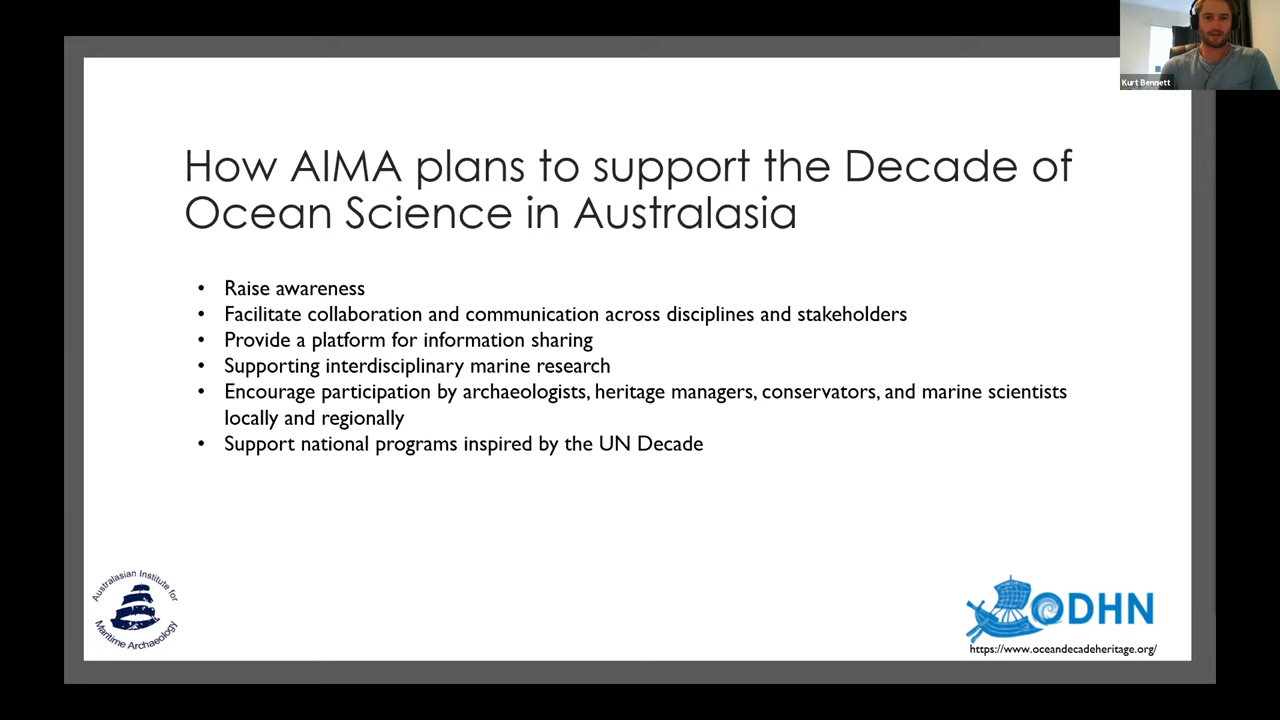 Kurt Bennett
How AIMA plans to support the Decade of
Ocean Science in Australasia
• Raise awareness
• Facilitate collaboration and communication across disciplines and stakeholders
• Provide a platform for information sharing
• Supporting interdisciplinary marine research
• Encourage participation by archaeologists, heritage managers, conservators, and marine scientists
locally and regionally
• Support national programs inspired by the UN Decade
Australasian Institute for
Maritime Archaeology
ODHN
https://www.oceandecadeheritage.org/